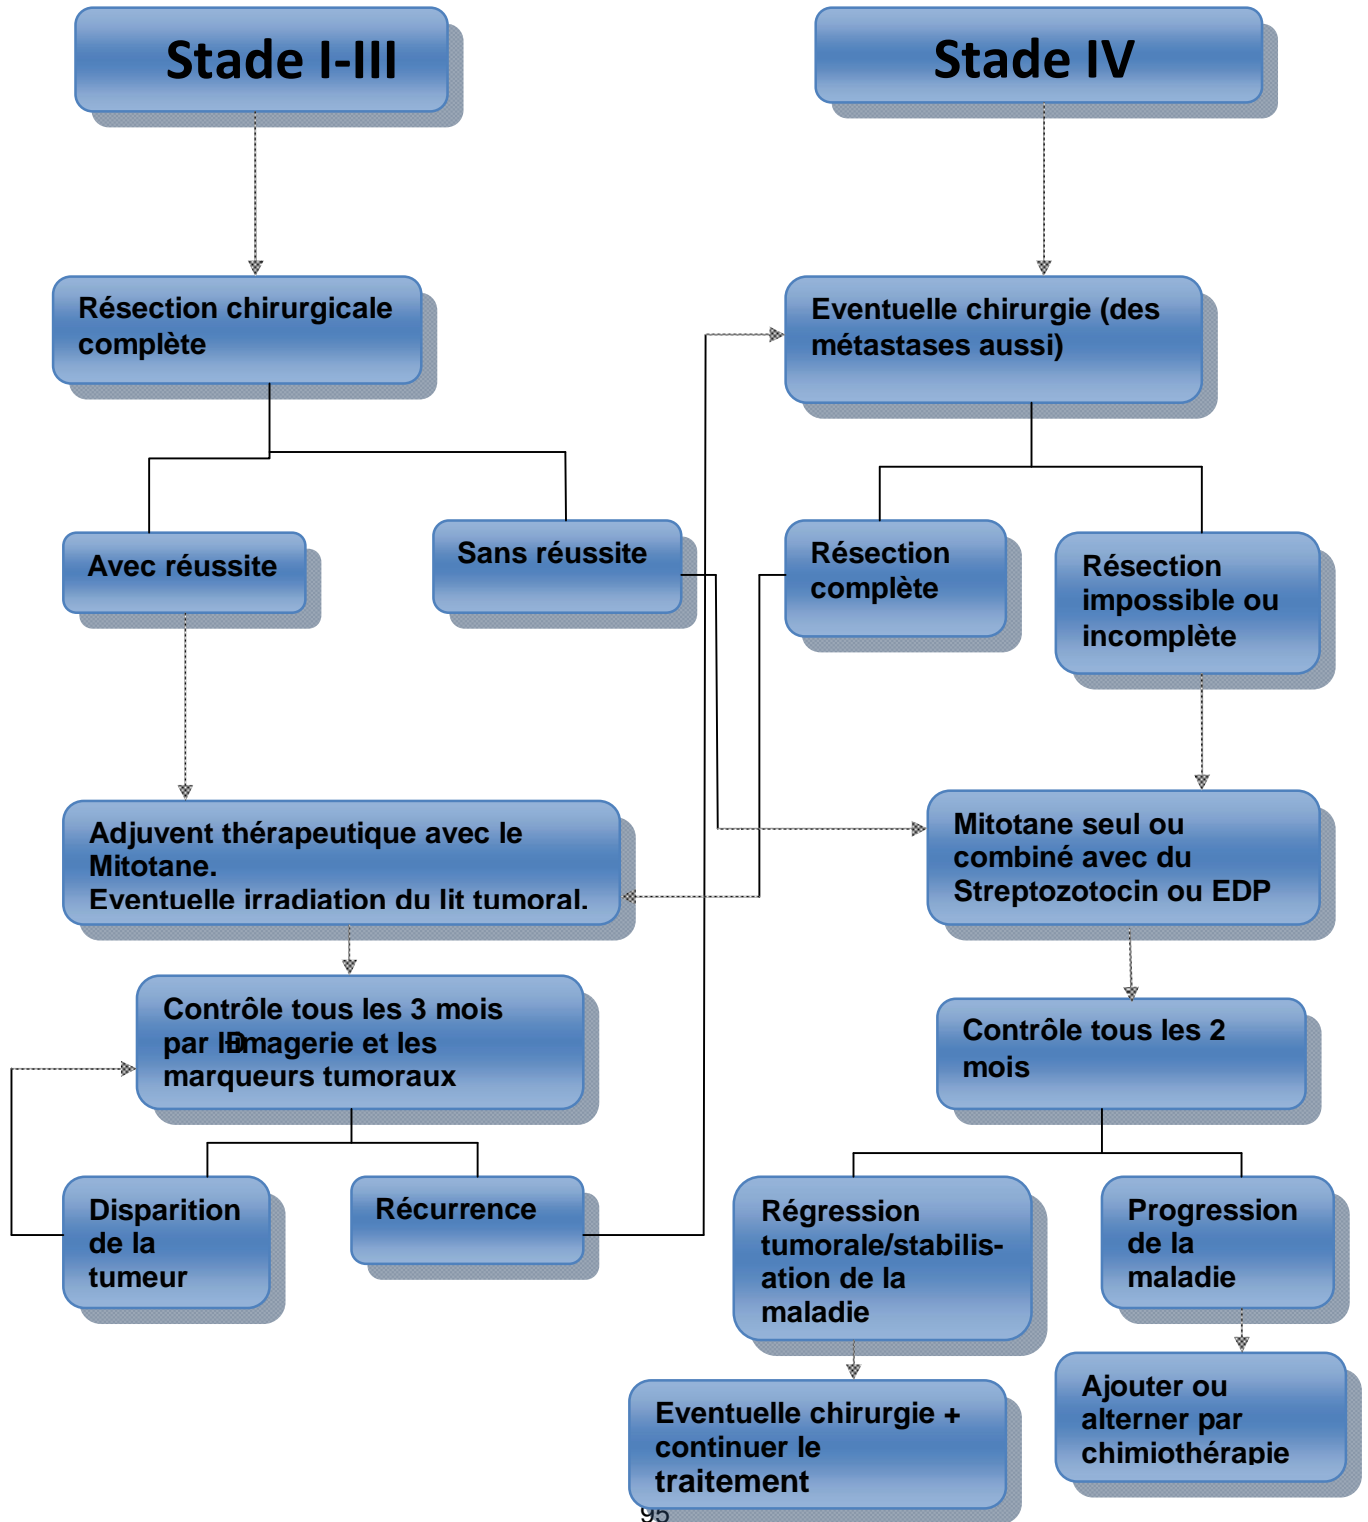 Stade I-III
Stade IV
Résection chirurgicale
complète
Eventuelle chirurgie (des
métastases aussi)
Avec réussite
Sans réussite
Résection
complète
Résection
impossible ou
incomplète
Adjuvent thérapeutique avec le
Mitotane.
Eventuelle irradiation du lit tumoral.
Mitotane seul ou
combiné avec du
Streptozotocin ou EDP
Contrôle tous les 3 mois
par et les
marqueurs tumoraux
Contrôle tous les 2
mois
Disparition
de la
tumeur
Récurrence
Régression
tumorale/stabilis-
ation de la
maladie
Progression
de la
maladie
Eventuelle chirurgie +
continuer le
traitement
Ajouter ou
alterner par
chimiothérapie
95